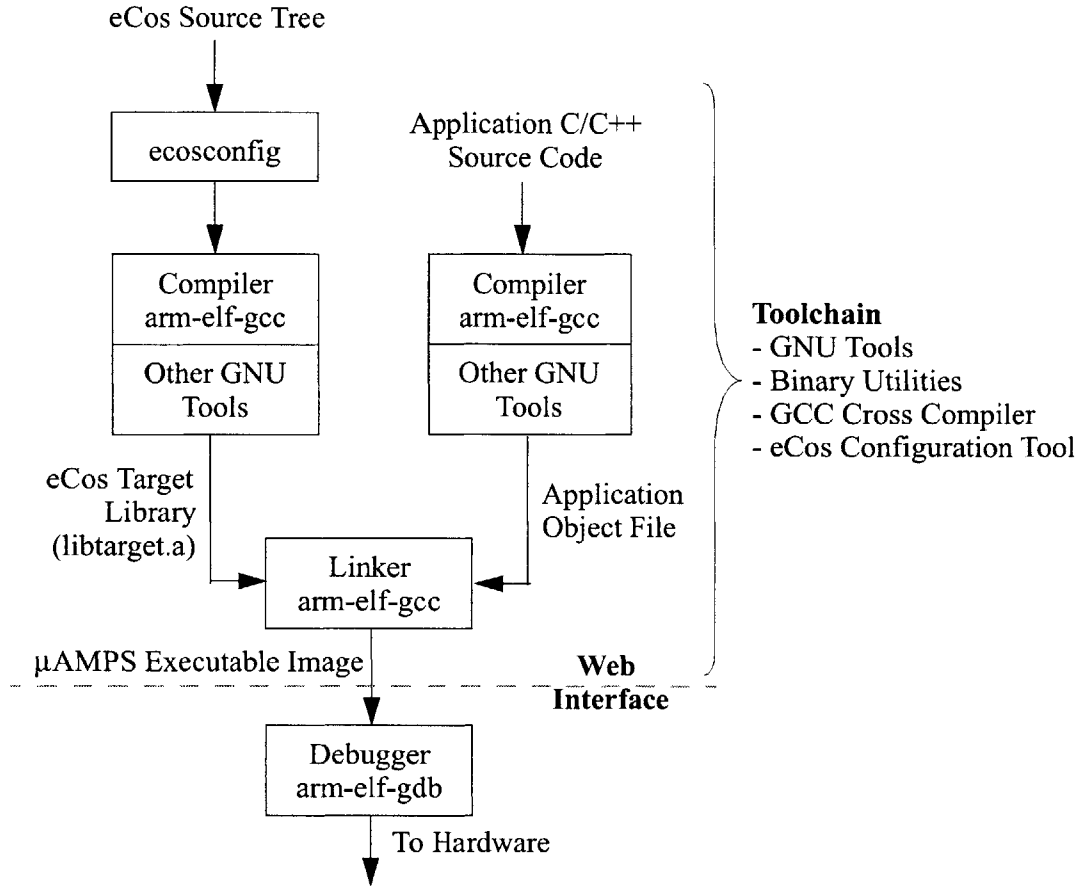 eCos Source Tree
ecosconfig
Application C/C++
Source Code
Compiler
arm-elf-gcc
Other GNU
Tools
Compiler
arm-elf-gcc
Other GNU
Tools
Toolchain
- GNU Tools
- Binary Utilities
- GCC Cross Compiler
- eCos Configuration Tool
eCos Target
Library
(libtarget.a)
Application
Object File
Linker
arm-elf-gcc
µAMPS Executable Image
Web
Interface
Debugger
arm-elf-gdb
To Hardware